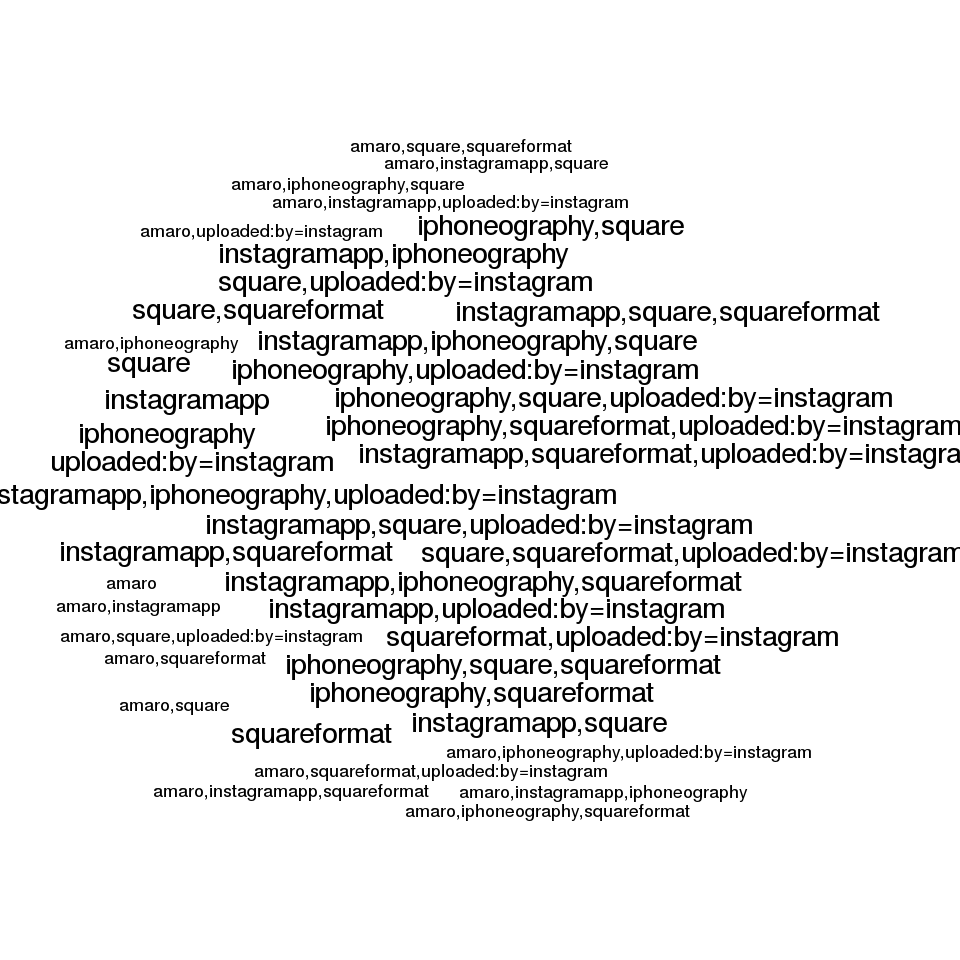 amaro,square,squareformat
amaro,instagramapp,square
amaro,iphoneography,square
amaro,instagramapp,uploaded:by=instagram
amaro,uploaded:by=instagram
iphoneography,square
instagramapp,iphoneography
square,uploaded:by=instagram
square,squareformat
instagramapp,square,squareformat
amaro,iphoneography
instagramapp,iphoneography,square
square
iphoneography,uploaded:by=instagram
instagramapp
iphoneography,square,uploaded:by=instagram
iphoneography
iphoneography,squareformat,uploaded:by=instagram
uploaded:by=instagram
instagramapp,squareformat,uploaded:by=instagra
stagramapp,iphoneography,uploaded:by=instagram
instagramapp,square,uploaded:by=instagram
instagramapp,squareformat
square,squareformat,uploaded:by=instagram
amaro
instagramapp,iphoneography,squareformat
amaro,instagramapp
instagramapp,uploaded:by=instagram
amaro,square,uploaded:by=instagram
squareformat,uploaded:by=instagram
amaro,squareformat
iphoneography,square,squareformat
iphoneography,squareformat
amaro,square
instagramapp,square
squareformat
amaro,iphoneography,uploaded:by=instagram
amaro,squareformat,uploaded:by=instagram
amaro,instagramapp,squareformat
amaro,instagramapp,iphoneography
amaro,iphoneography,squareformat